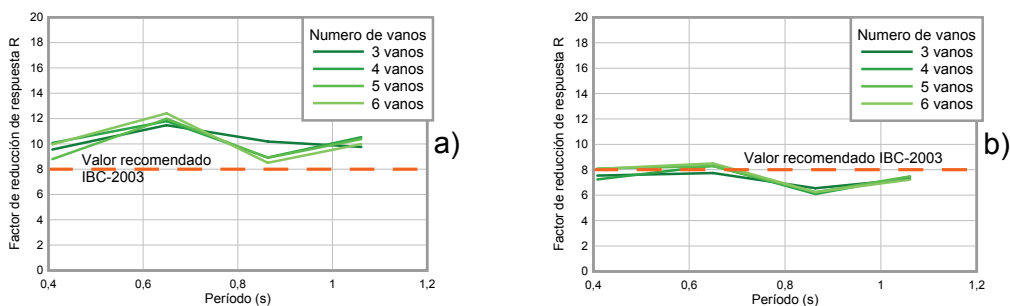 Factor de reducción de respuesta R
20
18
16
14
12
10
8
6
4
2
0
Numero de vanos
3 vanos
4 vanos
5 vanos
6 vanos
Valor recomendado
IBC-2003
0,4
0,6
0,8
1
1,2
Período (s)
a)
Factor de reducción de respuesta R
20
18
16
14
12
10
8
6
4
2
0
Numero de vanos
3 vanos
4 vanos
5 vanos
6 vanos
Valor recomendado IBC-2003
0,4
0,6
0,8
1
1,2
Período (s)
b)